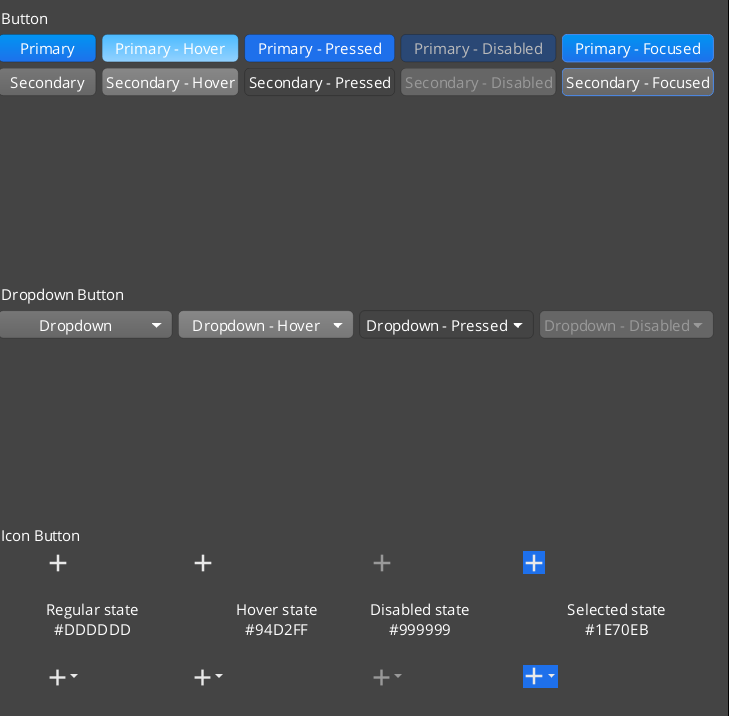 Button
Primary
Primary - Hover
Primary - Pressed
Primary - Disabled
Primary - Focused
Secondary
Secondary - Hover
Secondary - Pressed
Secondary - Disabled
Secondary - Focused
Dropdown Button
Dropdown
Dropdown - Hover
Dropdown - Pressed
Dropdown - Disabled
Icon Button
Regular state
#DDDDDD
Hover state
#94D2FF
Disabled state
#999999
Selected state
#1E70EB